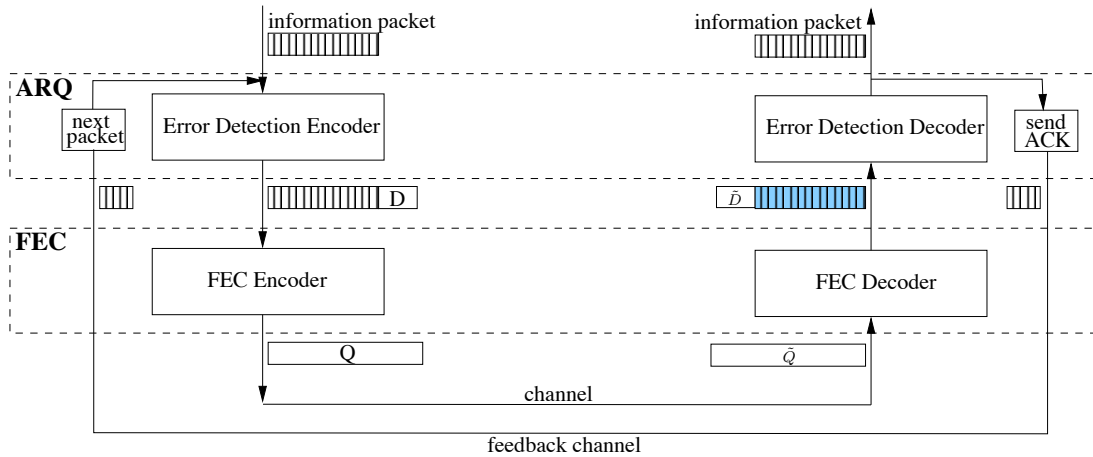 information packet
information packet
ARQ
next
packet
Error Detection Encoder
Error Detection Decoder
send
ACK
D
D̃
FEC
FEC Encoder
FEC Decoder
Q
Q̃
channel
feedback channel